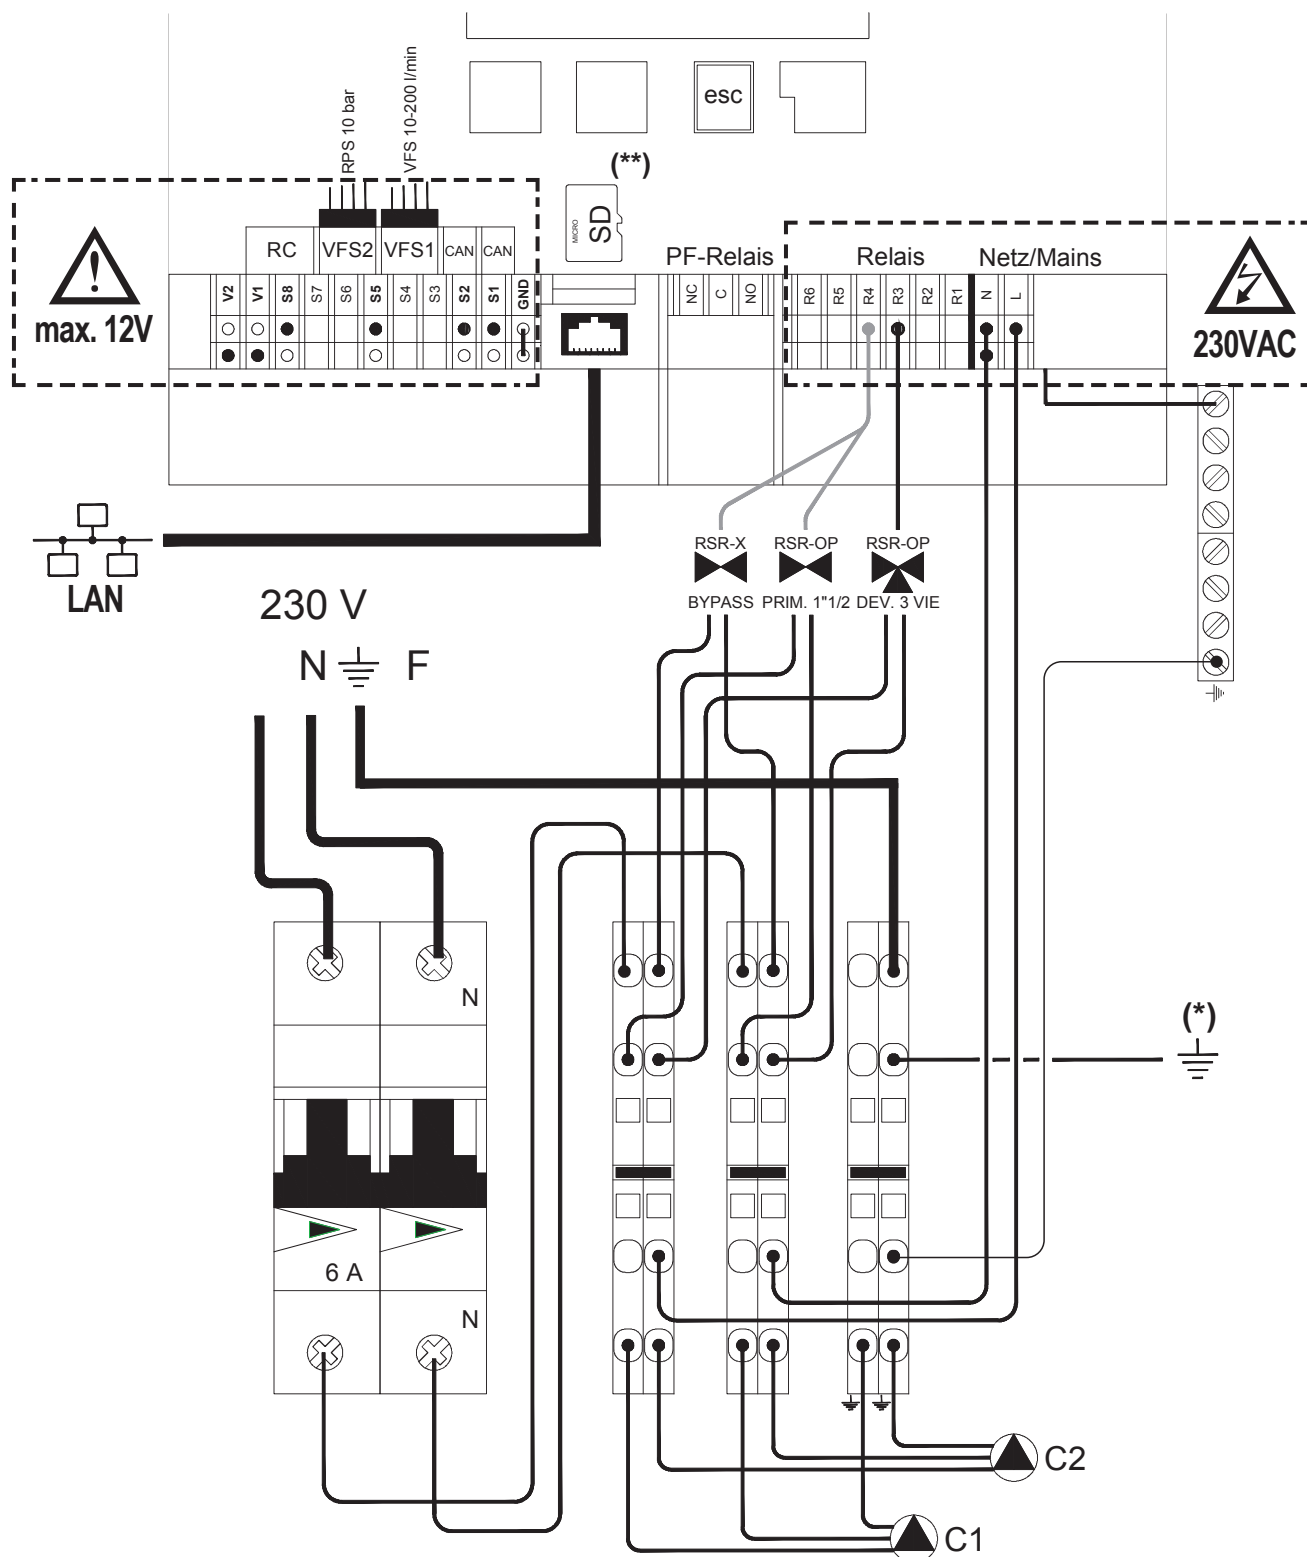 esc
RPS 10 bar
VFS 10-200 l/min
(**)
MICRO
SD
RC
VFS2
VFS1
CAN
CAN
PF-Relais
Relais
Netz/Mains
max. 12V
V2
V1
S8
S7
S6
S5
S4
S3
S2
S1
GND
NC
C
NO
R6
R5
R4
R3
R2
R1
N
L
230VAC
LAN
RSR-X
RSR-OP
RSR-OP
BYPASS
PRIM. 1"1/2
DEV. 3 VIE
230 V
N
F
N
(*)
6 A
N
C2
C1